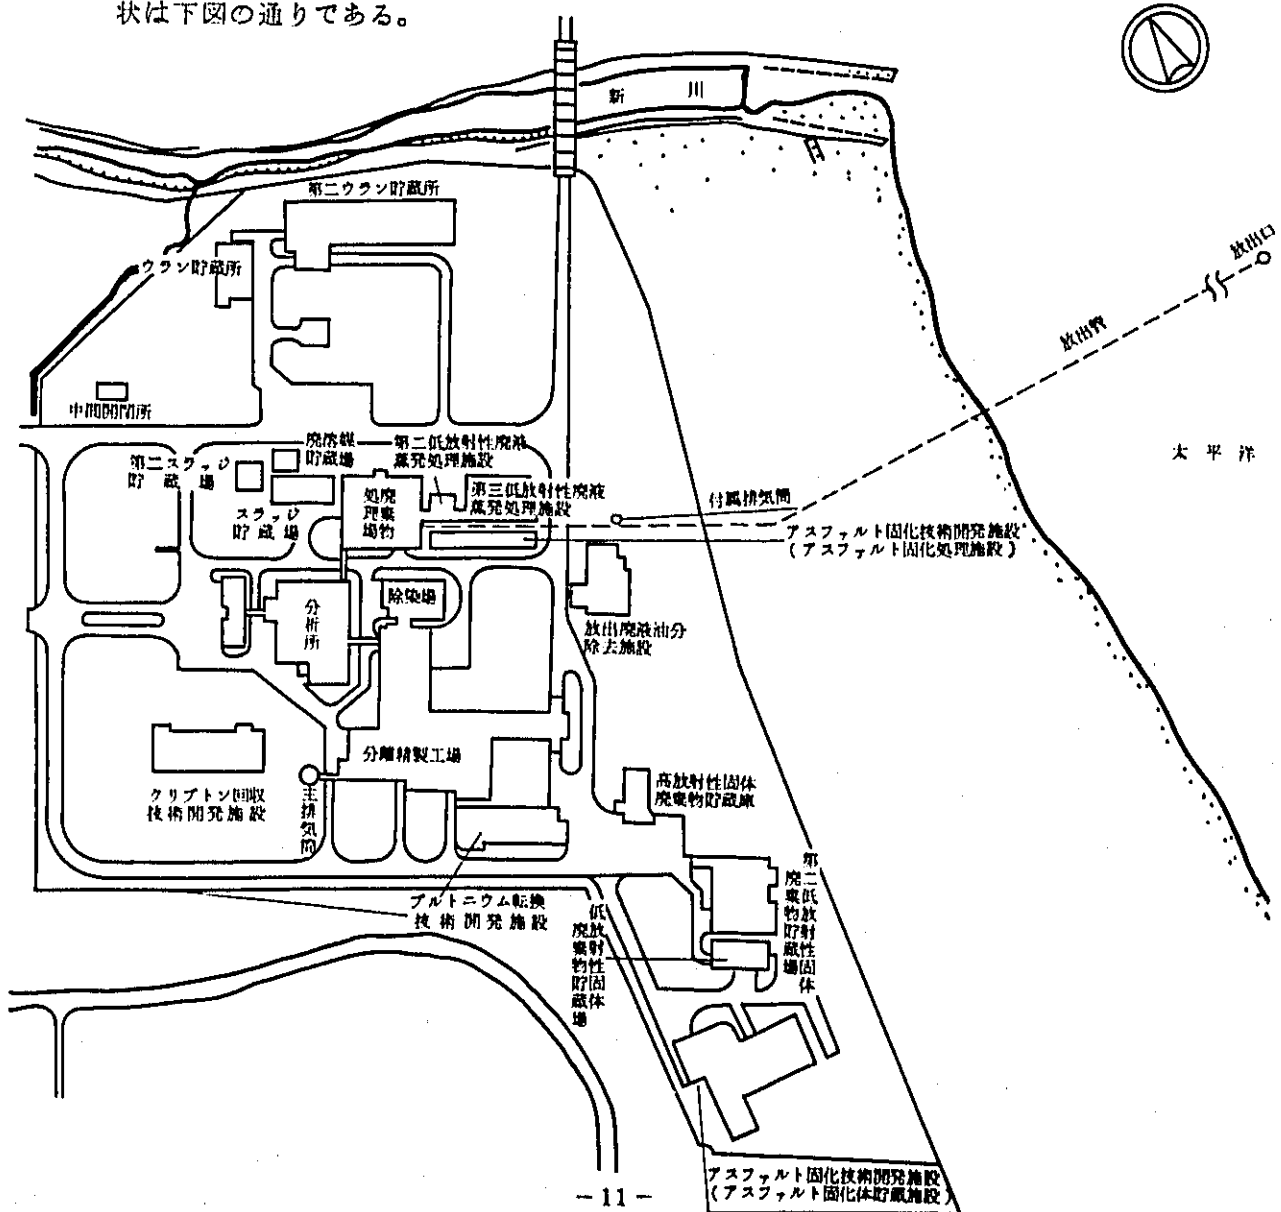 状は下図の通りである。
新川
第二ウラン貯蔵所
ウラン貯蔵所
放出口
放出管
中間開閉所
太平洋
廃溶媒
貯蔵場
第二低放射性廃液
蒸発処理施設
第二スラッジ
貯蔵場
第三低放射性廃液
蒸発処理施設
処理場
廃棄物
スラッジ
貯蔵場
付属排気筒
アスファルト固化技術開発施設
(アスファルト固化処理施設)
除染場
分析所
放出廃液油分
除去施設
分離精製工場
クリプトン回収
技術開発施設
主排気筒
高放射性固体
廃棄物貯蔵庫
プルトニウム転換
技術開発施設
低放射性固体
廃棄物貯蔵場
第二低放射性固体
廃棄物貯蔵場
アスファルト固化技術開発施設
(アスファルト固化体貯蔵施設)
-11-